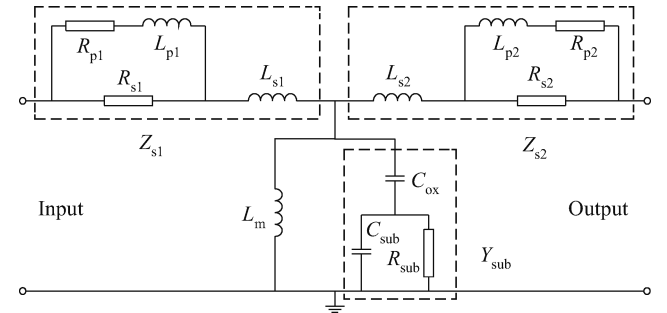 Rp1 Lp1
Rs1 Ls1
Zs1
Lp2 Rp2
Ls2 Rs2
Zs2
Input
Lm
Cox
Csub
Rsub
Ysub
Output